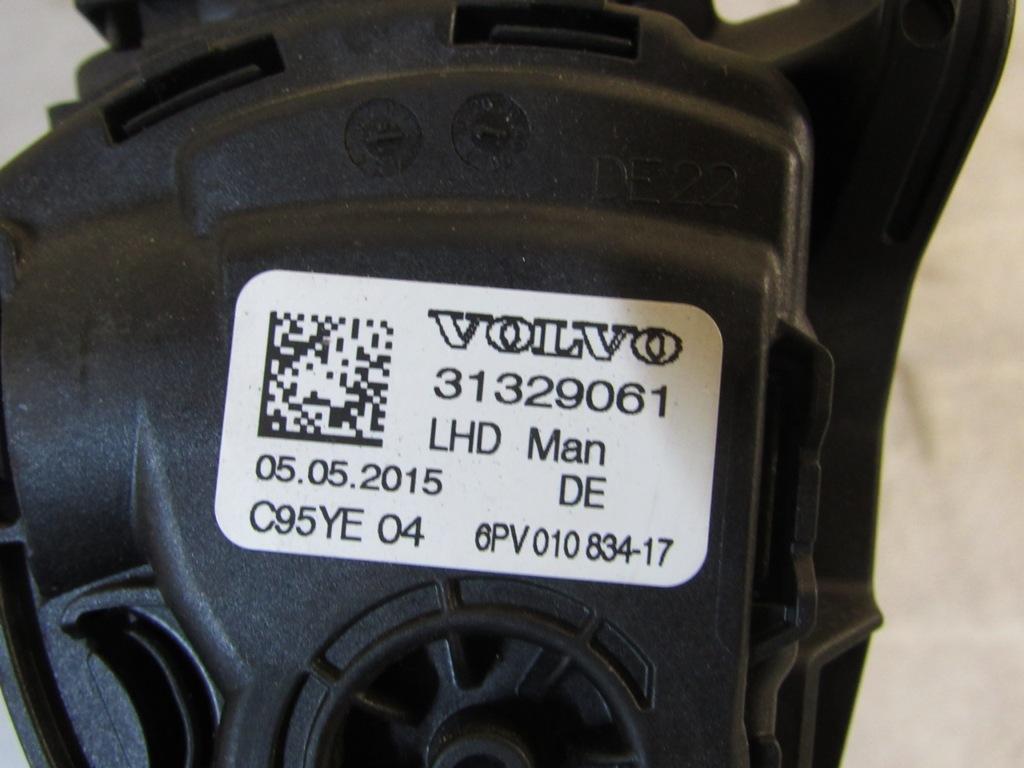 DE22
VOLVO
31329061
LHD Man
05.05.2015 DE
C95YE 04 6PV 010 834-17